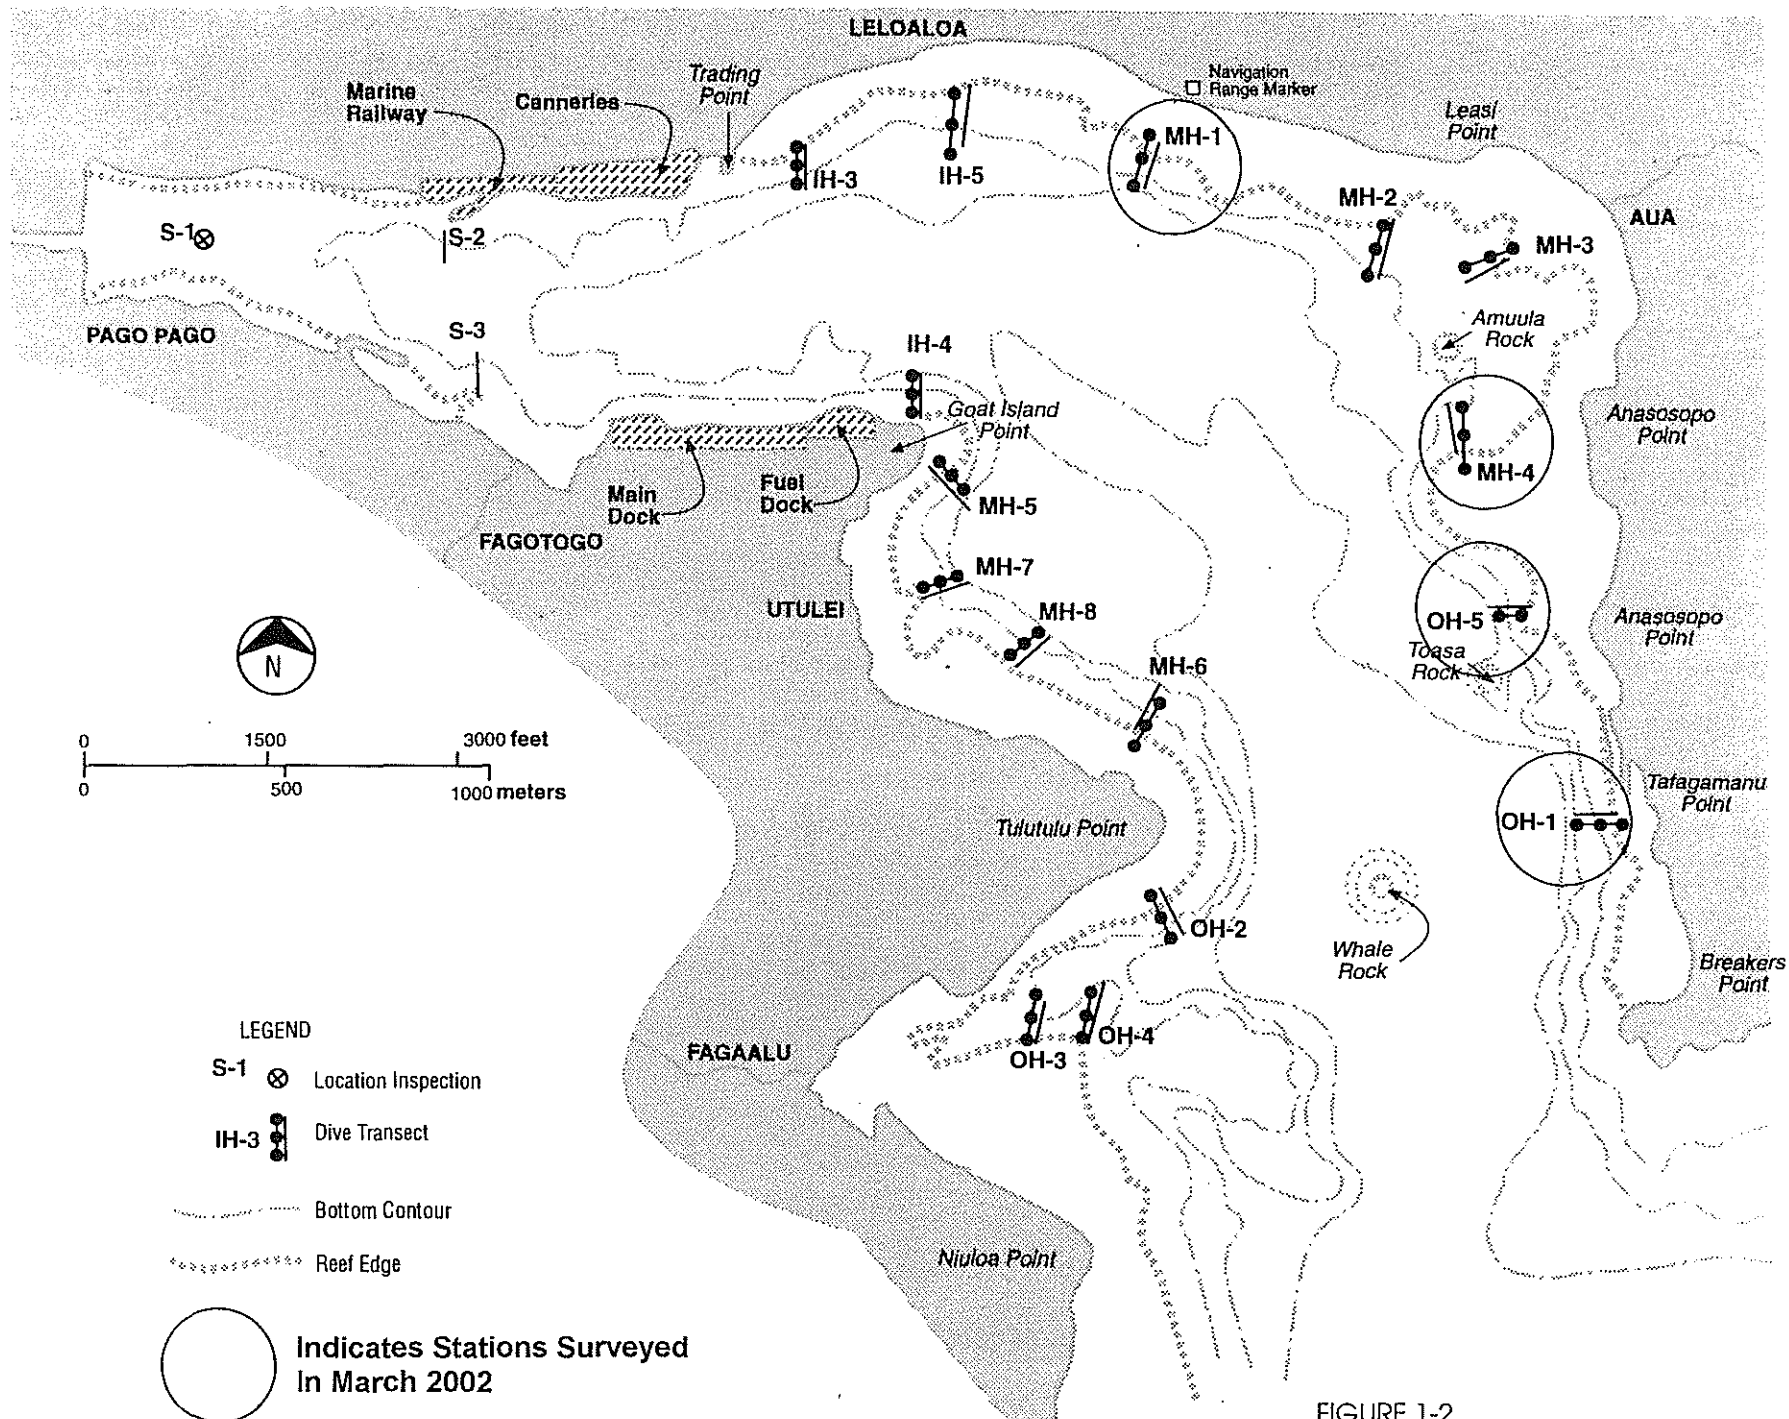 LELOALOA
Marine
Railway
Canneries
Trading
Point
Navigation
Range Marker
Leasi
Point
MH-1
IH-3
IH-5
MH-2
AUA
MH-3
S-1
S-2
PAGO PAGO
S-3
IH-4
Amuula
Rock
Goat Island
Point
Anasosopo
Point
MH-4
Main
Dock
Fuel
Dock
MH-5
FAGOTOGO
MH-7
UTULEI
MH-8
OH-5
Anasosopo
Point
Toasa
Rock
MH-6
N
0 1500 3000 feet
0 500 1000 meters
Tafagamanu
Point
OH-1
Tulutulu Point
OH-2
Whale
Rock
Breakers
Point
LEGEND
S-1 Location Inspection
IH-3 Dive Transect
Bottom Contour
Reef Edge
Indicates Stations Surveyed
In March 2002
FAGAALU
OH-3
OH-4
Niuloa Point
FIGURE 1-2